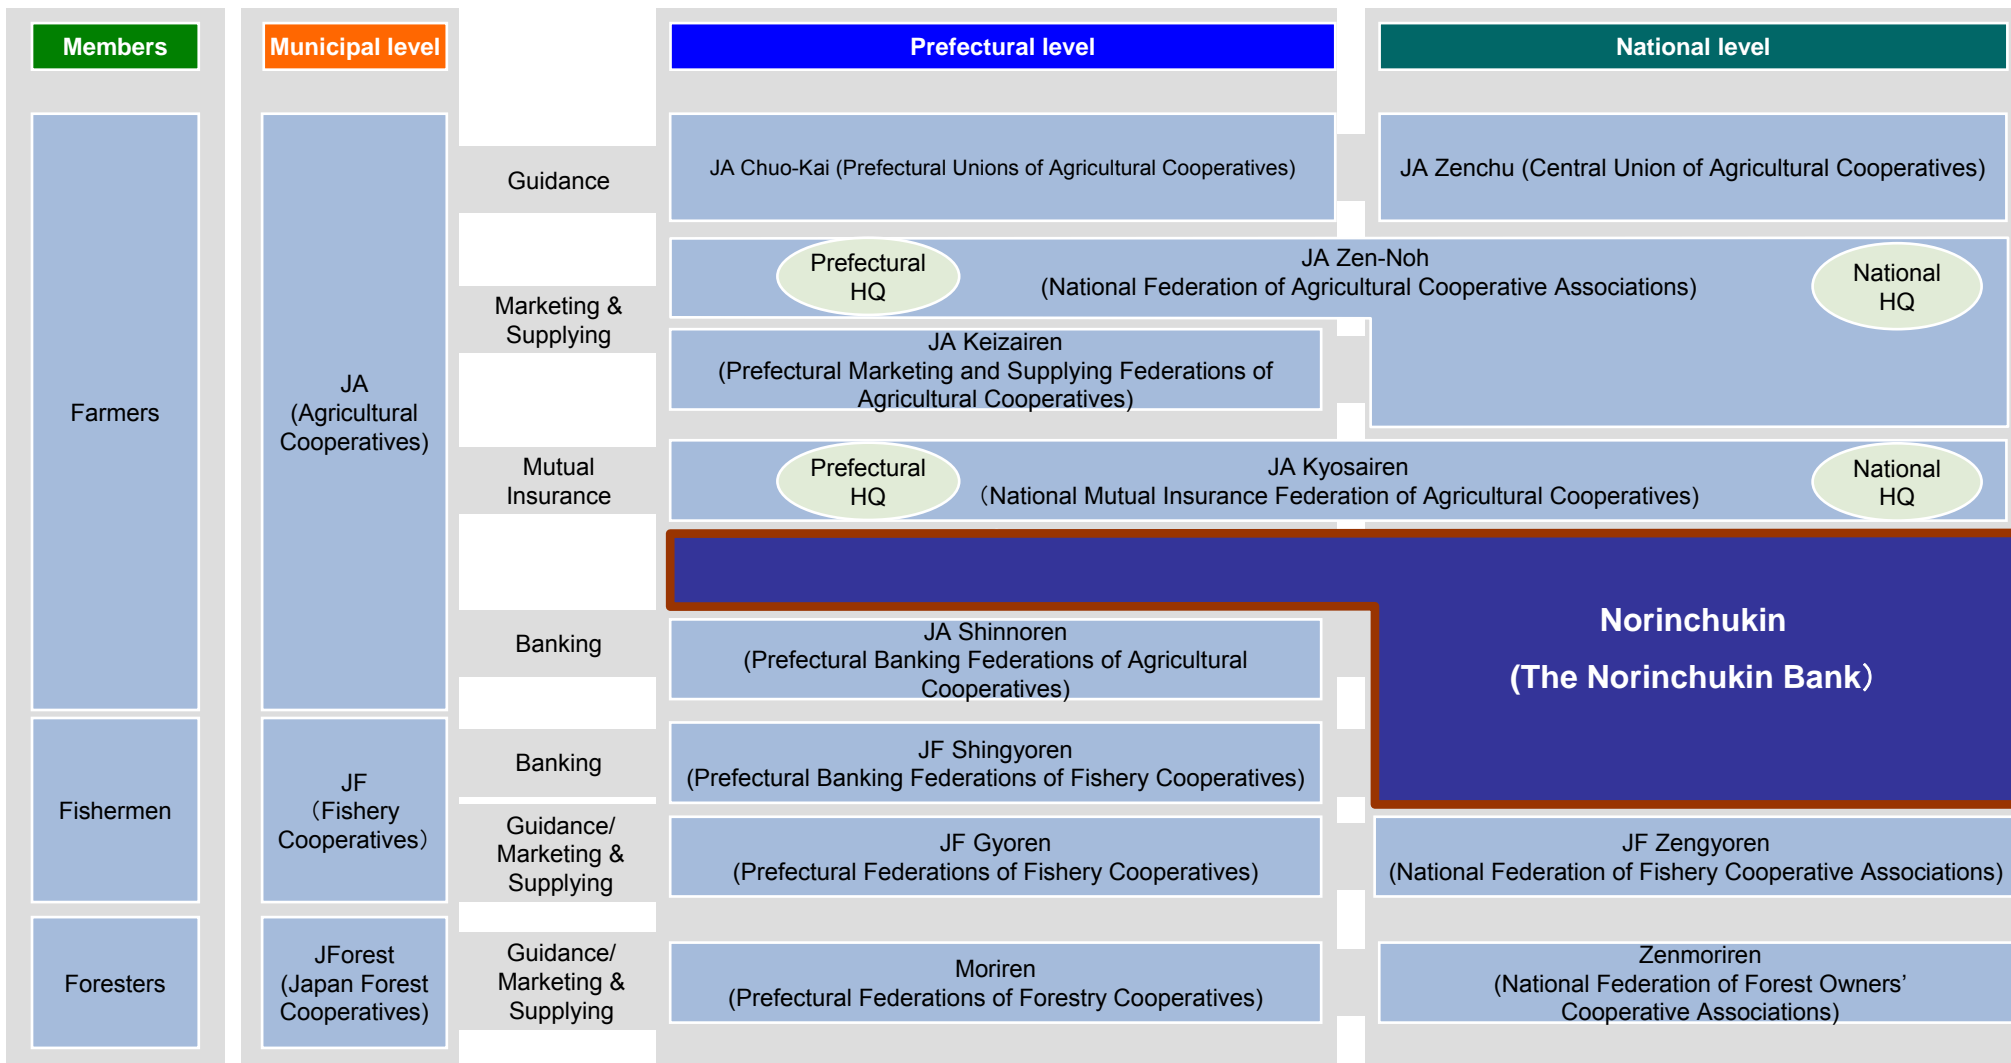 Members
Municipal level
Prefectural level
National level
Farmers
JA
(Agricultural
Cooperatives)
Guidance
JA Chuo-Kai (Prefectural Unions of Agricultural Cooperatives)
JA Zenchu (Central Union of Agricultural Cooperatives)
Marketing &
Supplying
Prefectural
HQ
JA Zen-Noh
(National Federation of Agricultural Cooperative Associations)
National
HQ
JA Keizairen
(Prefectural Marketing and Supplying Federations of
Agricultural Cooperatives)
Mutual
Insurance
Prefectural
HQ
JA Kyosairen
（National Mutual Insurance Federation of Agricultural Cooperatives)
National
HQ
Norinchukin
(The Norinchukin Bank）
Banking
JA Shinnoren
(Prefectural Banking Federations of Agricultural
Cooperatives)
Fishermen
JF
（Fishery
Cooperatives）
Banking
JF Shingyoren
(Prefectural Banking Federations of Fishery Cooperatives)
Guidance/
Marketing &
Supplying
JF Gyoren
(Prefectural Federations of Fishery Cooperatives)
JF Zengyoren
(National Federation of Fishery Cooperative Associations)
Foresters
JForest
(Japan Forest
Cooperatives)
Guidance/
Marketing &
Supplying
Moriren
(Prefectural Federations of Forestry Cooperatives)
Zenmoriren
(National Federation of Forest Owners’
Cooperative Associations)